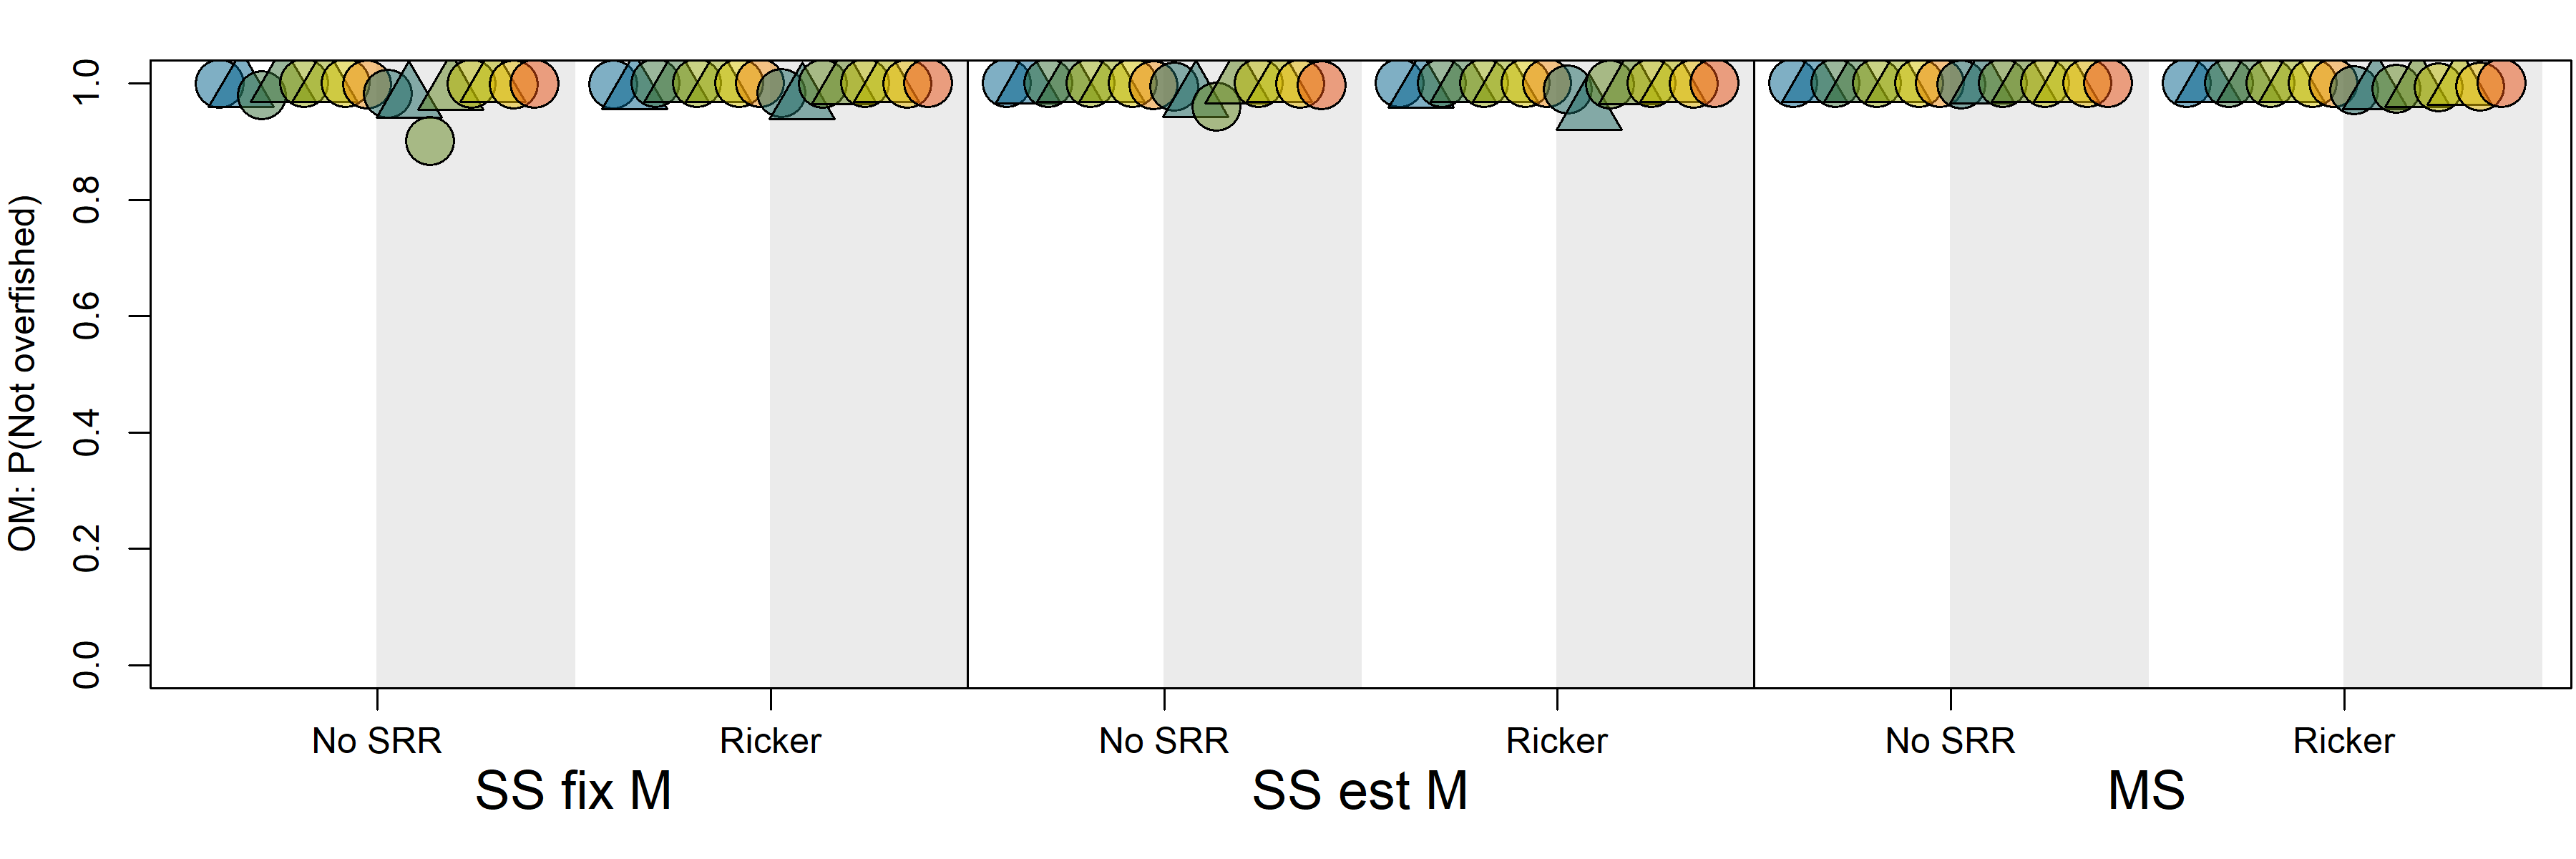 OM: P(Not overfished)
1.0
0.8
0.6
0.4
0.2
0.0
No SRR Ricker No SRR Ricker No SRR Ricker
SS fix M SS est M MS